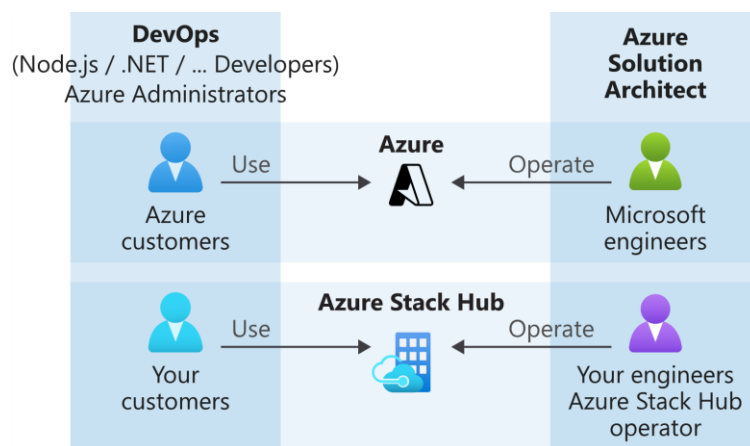 DevOps
(Node.js / .NET / ... Developers)
Azure Administrators
Azure
Solution
Architect
Azure
Use
Operate
Azure
customers
Microsoft
engineers
Azure Stack Hub
Use
Operate
Your
customers
Your engineers
Azure Stack Hub
operator